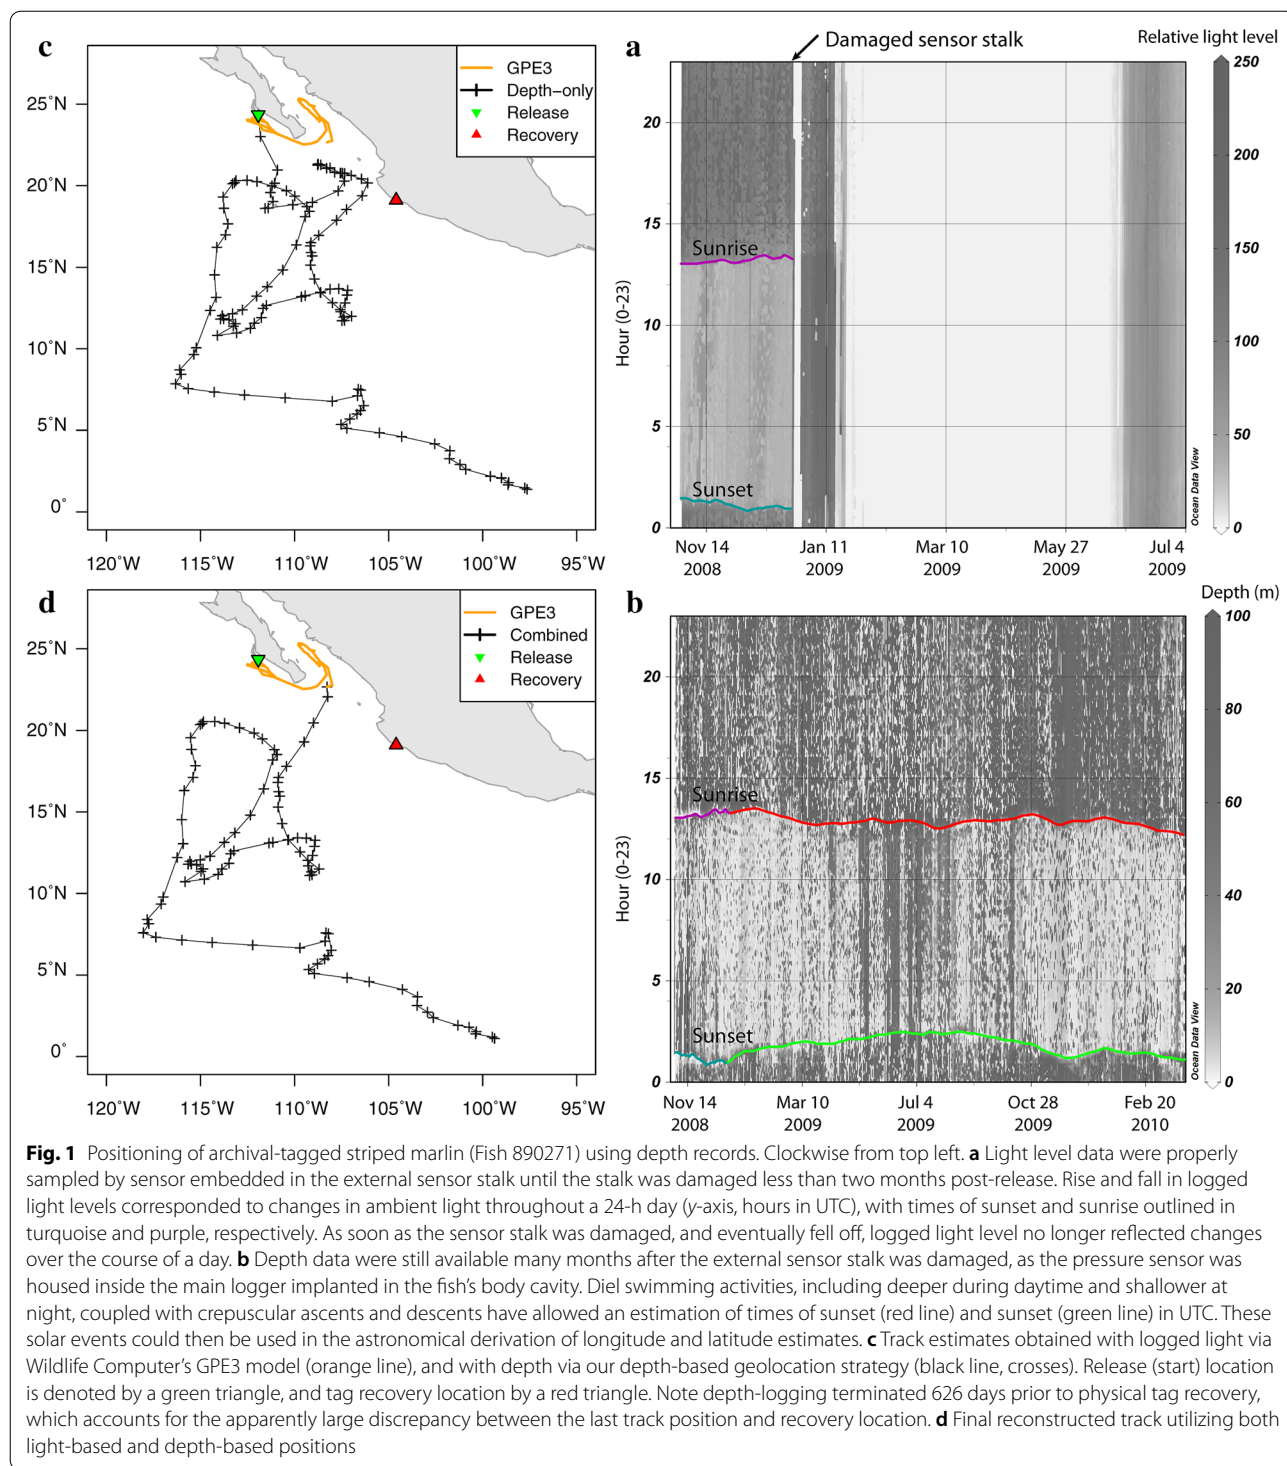 c
GPE3
Depth−only
Release
Recovery
25°N
20°N
15°N
10°N
5°N
0°
120°W 115°W 110°W 105°W 100°W 95°W
a
Damaged sensor stalk
Relative light level
Hour (0-23)
20
15
10
5
0
Sunrise
Sunset
Nov 14 2008
Jan 11 2009
Mar 10 2009
May 27 2009
Jul 4 2009
250
200
150
100
50
0
Ocean Data View
d
GPE3
Combined
Release
Recovery
25°N
20°N
15°N
10°N
5°N
0°
120°W 115°W 110°W 105°W 100°W 95°W
b
Depth (m)
Hour (0-23)
20
15
10
5
0
Sunrise
Sunset
Nov 14 2008
Mar 10 2009
Jul 4 2009
Oct 28 2009
Feb 20 2010
100
80
60
40
20
0
Ocean Data View
Fig. 1 Positioning of archival-tagged striped marlin (Fish 890271) using depth records. Clockwise from top left. a Light level data were properly
sampled by sensor embedded in the external sensor stalk until the stalk was damaged less than two months post-release. Rise and fall in logged
light levels corresponded to changes in ambient light throughout a 24-h day (y-axis, hours in UTC), with times of sunset and sunrise outlined in
turquoise and purple, respectively. As soon as the sensor stalk was damaged, and eventually fell off, logged light level no longer reflected changes
over the course of a day. b Depth data were still available many months after the external sensor stalk was damaged, as the pressure sensor was
housed inside the main logger implanted in the fish's body cavity. Diel swimming activities, including deeper during daytime and shallower at
night, coupled with crepuscular ascents and descents have allowed an estimation of times of sunset (red line) and sunset (green line) in UTC. These
solar events could then be used in the astronomical derivation of longitude and latitude estimates. c Track estimates obtained with logged light via
Wildlife Computer's GPE3 model (orange line), and with depth via our depth-based geolocation strategy (black line, crosses). Release (start) location
is denoted by a green triangle, and tag recovery location by a red triangle. Note depth-logging terminated 626 days prior to physical tag recovery,
which accounts for the apparently large discrepancy between the last track position and recovery location. d Final reconstructed track utilizing both
light-based and depth-based positions